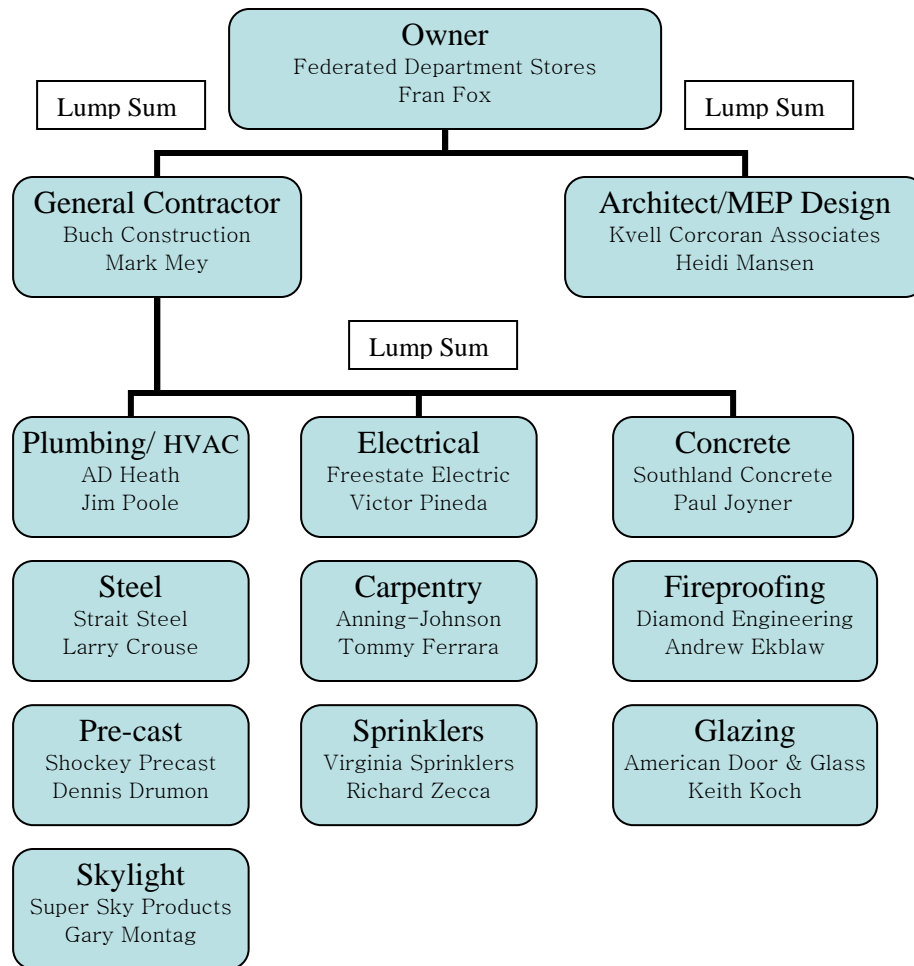 Owner
Federated Department Stores
Fran Fox
Lump Sum
Lump Sum
General Contractor
Buch Construction
Mark Mey
Architect/MEP Design
Kvell Corcoran Associates
Heidi Mansen
Lump Sum
Plumbing/ HVAC
AD Heath
Jim Poole
Electrical
Freestate Electric
Victor Pineda
Concrete
Southland Concrete
Paul Joyner
Steel
Strait Steel
Larry Crouse
Carpentry
Anning-Johnson
Tommy Ferrara
Fireproofing
Diamond Engineering
Andrew Ekblaw
Pre-cast
Shockey Precast
Dennis Drumon
Sprinklers
Virginia Sprinklers
Richard Zecca
Glazing
American Door & Glass
Keith Koch
Skylight
Super Sky Products
Gary Montag